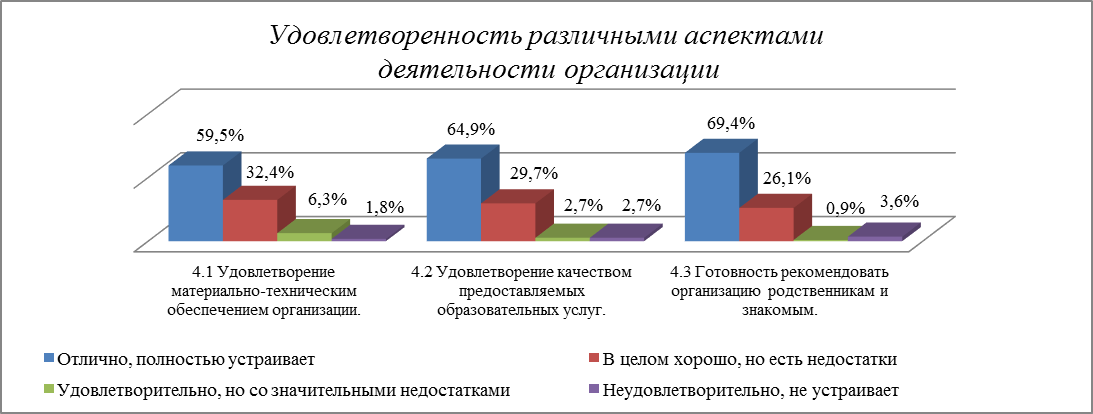 Удовлетворенность различными аспектами
деятельности организации
59,5%
32,4%
6,3%
1,8%
64,9%
29,7%
2,7%
2,7%
69,4%
26,1%
0,9%
3,6%
4.1 Удовлетворение
материально-техническим
обеспечением организации.
4.2 Удовлетворение качеством
предоставляемых
образовательных услуг.
4.3 Готовность рекомендовать
организацию родственникам и
знакомым.
Отлично, полностью устраивает
В целом хорошо, но есть недостатки
Удовлетворительно, но со значительными недостатками
Неудовлетворительно, не устраивает